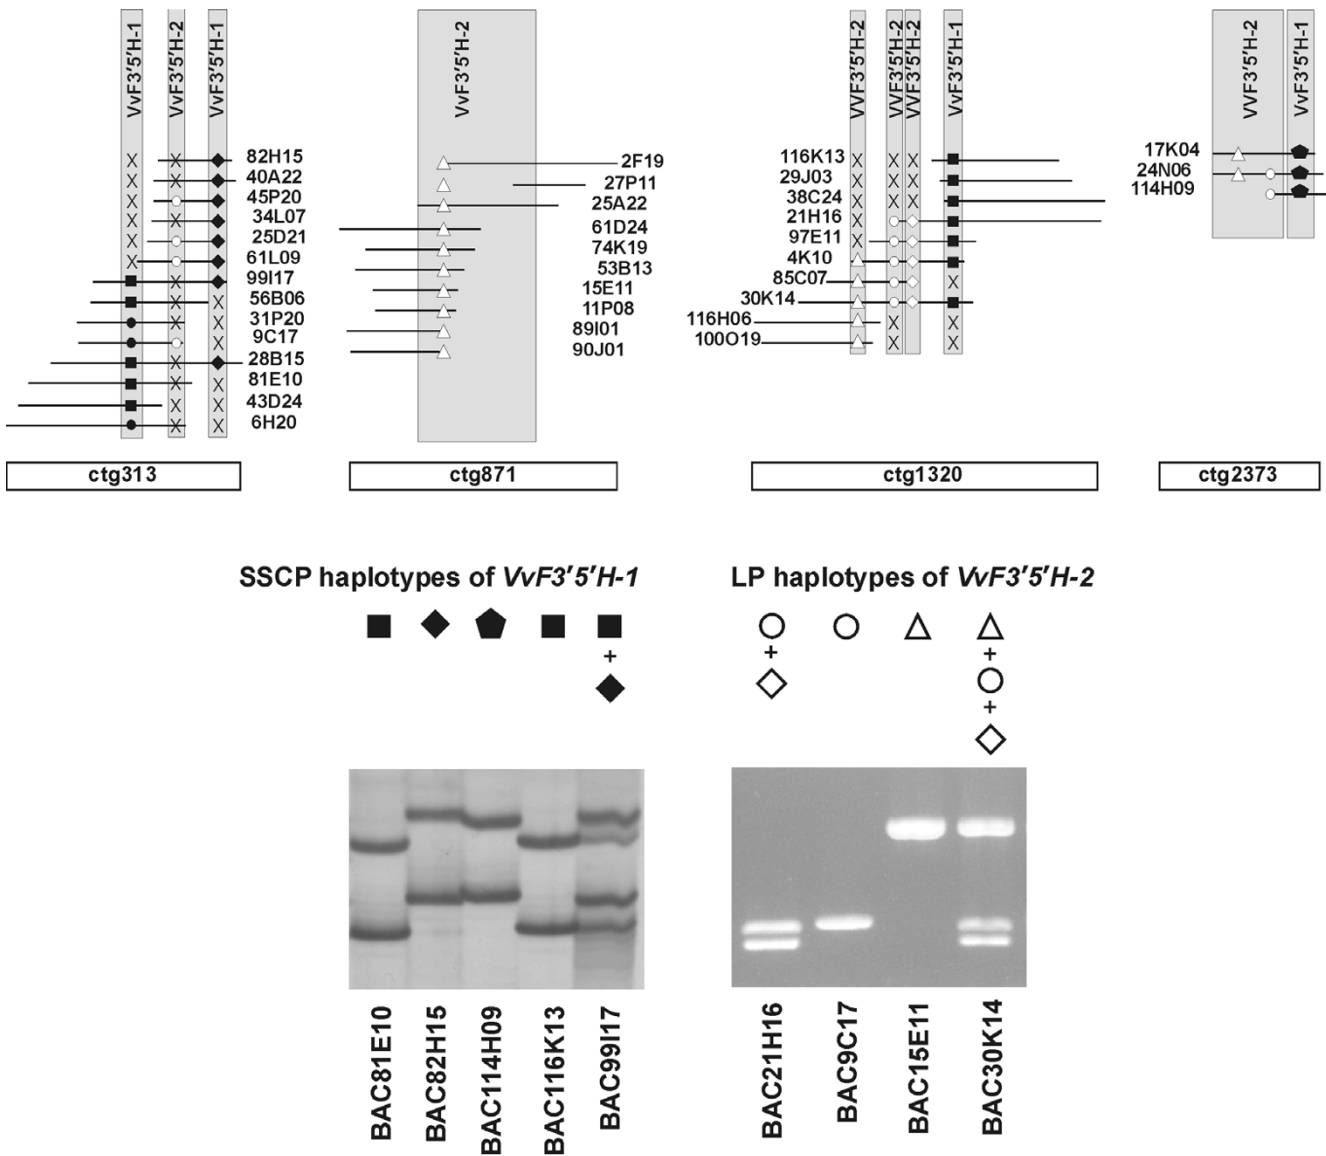 VvF3′5′H-1
VvF3′5′H-2
VvF3′5′H-1
82H15
40A22
45P20
34L07
25D21
61L09
99I17
56B06
31P20
9C17
28B15
81E10
43D24
6H20
ctg313
VvF3′5′H-2
2F19
27P11
25A22
61D24
74K19
53B13
15E11
11P08
89I01
90J01
ctg871
VVF3′5′H-2
VVF3′5′H-2
VvF3′5′H-2
VvF3′5′H-1
116K13
29J03
38C24
21H16
97E11
4K10
85C07
30K14
116H06
100O19
ctg1320
VVF3′5′H-2
VvF3′5′H-1
17K04
24N06
114H09
ctg2373
SSCP haplotypes of VvF3′5′H-1
+
BAC81E10
BAC82H15
BAC114H09
BAC116K13
BAC99I17
LP haplotypes of VvF3′5′H-2
+
+
+
BAC21H16
BAC9C17
BAC15E11
BAC30K14